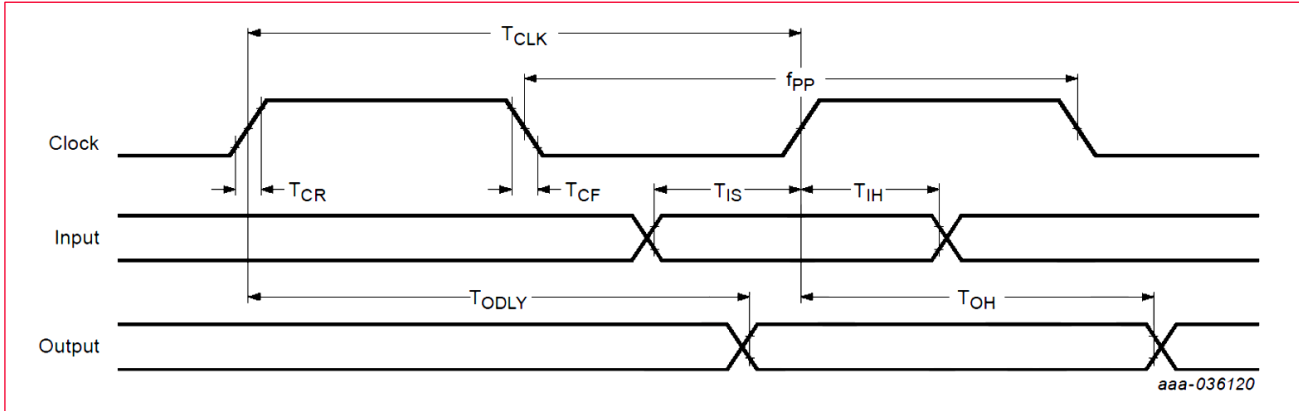 TCLK
fPP
Clock
TCR
TCF
TIS
TIH
Input
TODLY
TOH
Output
aaa-036120